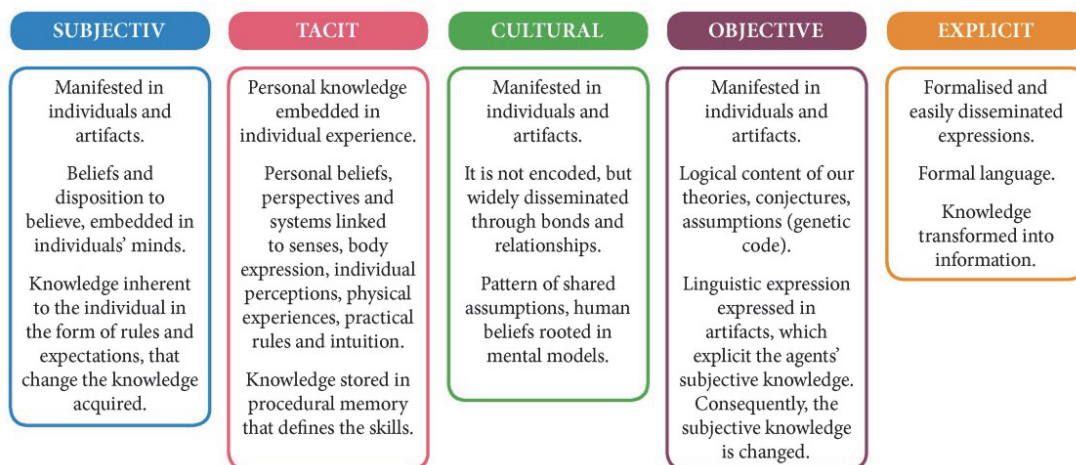 SUBJECTIV
Manifested in
individuals and
artifacts.
Beliefs and
disposition to
believe, embedded in
individuals’ minds.
Knowledge inherent
to the individual in
the form of rules and
expectations, that
change the knowledge
acquired.
TACIT
Personal knowledge
embedded in
individual experience.
Personal beliefs,
perspectives and
systems linked
to senses, body
expression, individual
perceptions, physical
experiences, practical
rules and intuition.
Knowledge stored in
procedural memory
that defines the skills.
CULTURAL
Manifested in
individuals and
artifacts.
It is not encoded, but
widely disseminated
through bonds and
relationships.
Pattern of shared
assumptions, human
beliefs rooted in
mental models.
OBJECTIVE
Manifested in
individuals and
artifacts.
Logical content of our
theories, conjectures,
assumptions (genetic
code).
Linguistic expression
expressed in
artifacts, which
explicit the agents’
subjective knowledge.
Consequently, the
subjective knowledge
is changed.
EXPLICIT
Formalised and
easily disseminated
expressions.
Formal language.
Knowledge
transformed into
information.